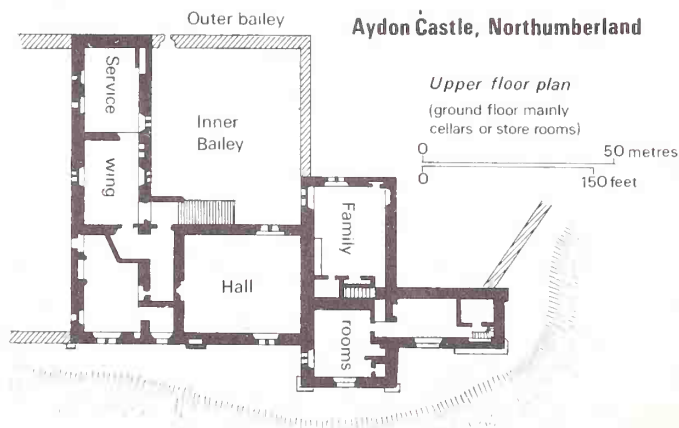 Outer bailey
Aydon Castle, Northumberland
Upper floor plan
(ground floor mainly
cellars or store rooms)
0 50 metres
0 150 feet
Service
wing
Inner
Bailey
Family
rooms
Hall